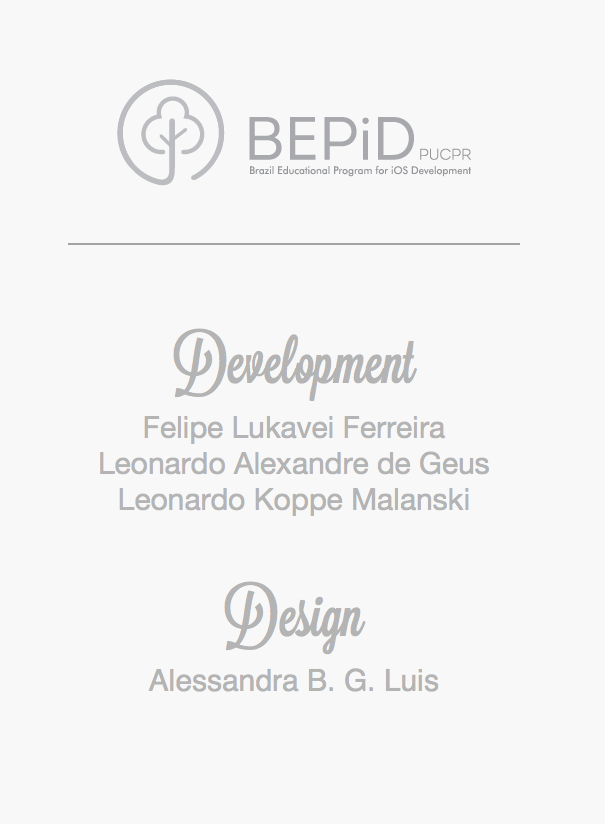 BEPiD PUCPR
Brazil Educational Program for iOS Development
Development
Felipe Lukavei Ferreira
Leonardo Alexandre de Geus
Leonardo Koppe Malanski
Design
Alessandra B. G. Luis